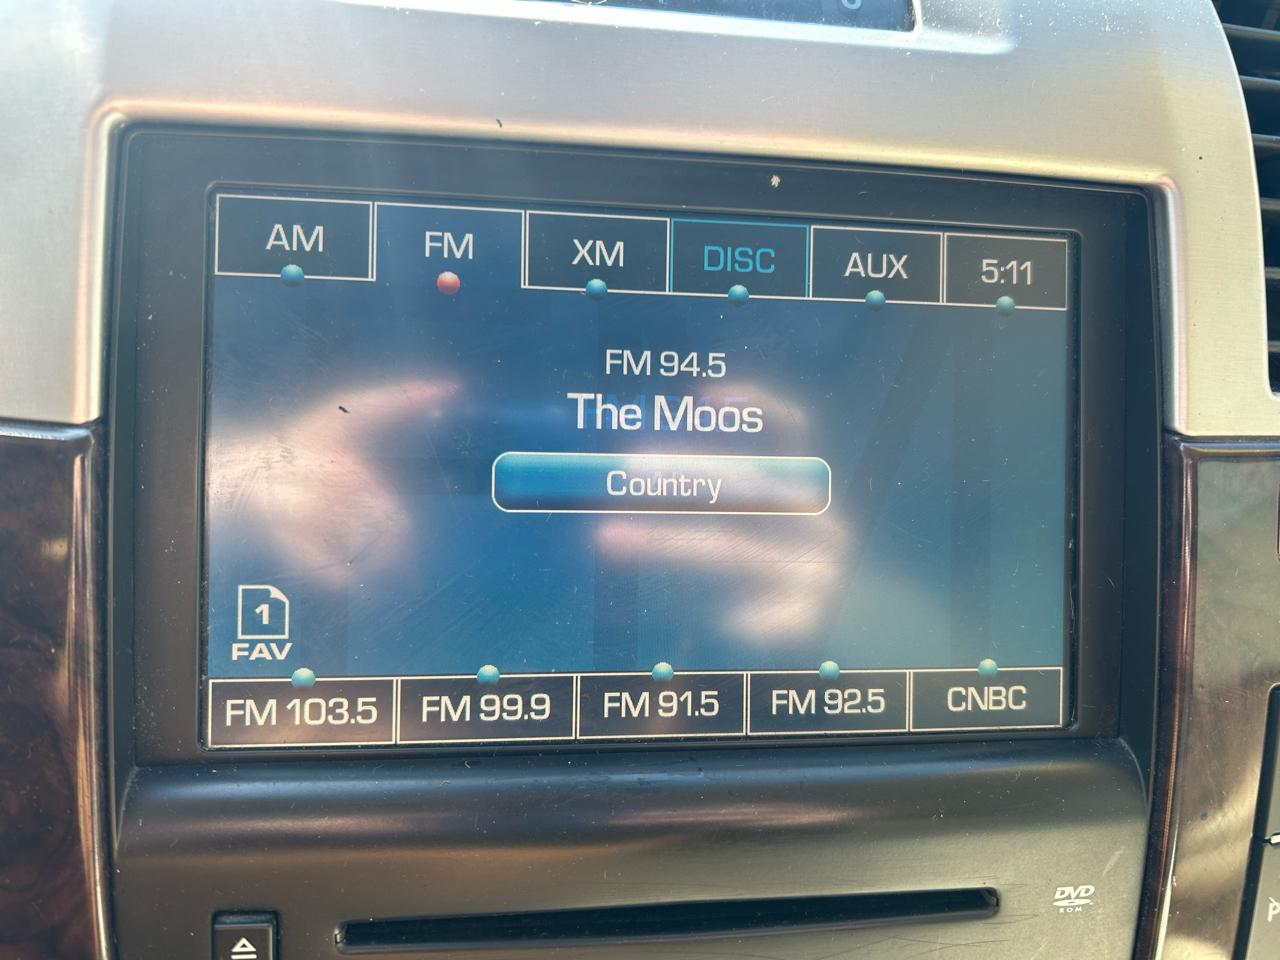 AM FM XM DISC AUX 5:11
FM 94.5
The Moos
Country
1
FAV
FM 103.5 FM 99.9 FM 91.5 FM 92.5 CNBC
DVD
ROM